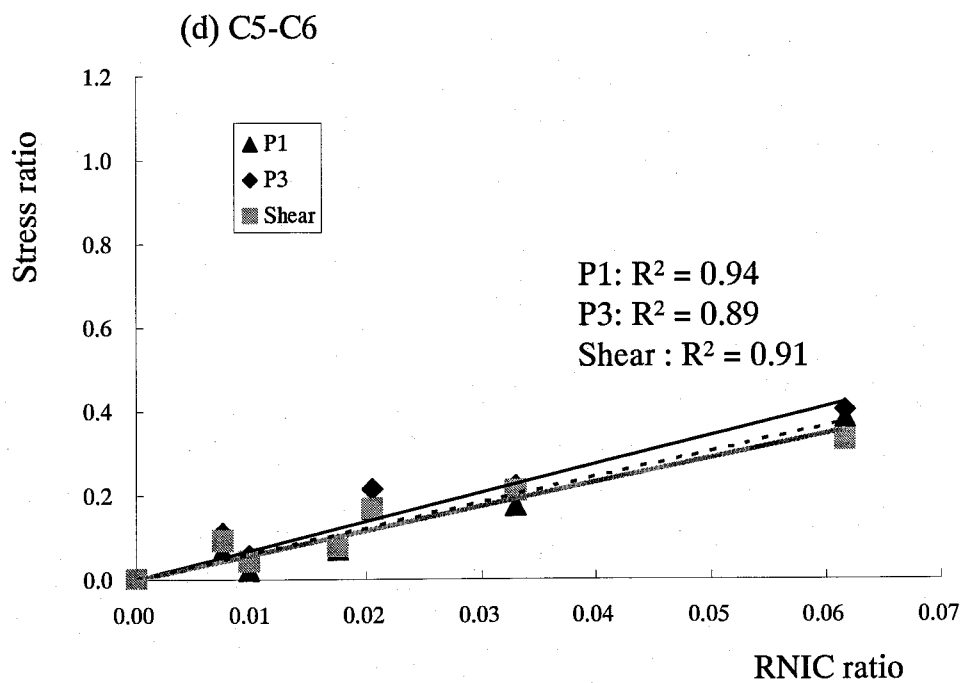 (d) C5-C6
1.2
1.0
0.8
0.6
0.4
0.2
0.0
Stress ratio
P1
P3
Shear
P1: R² = 0.94
P3: R² = 0.89
Shear : R² = 0.91
0.00 0.01 0.02 0.03 0.04 0.05 0.06 0.07
RNIC ratio